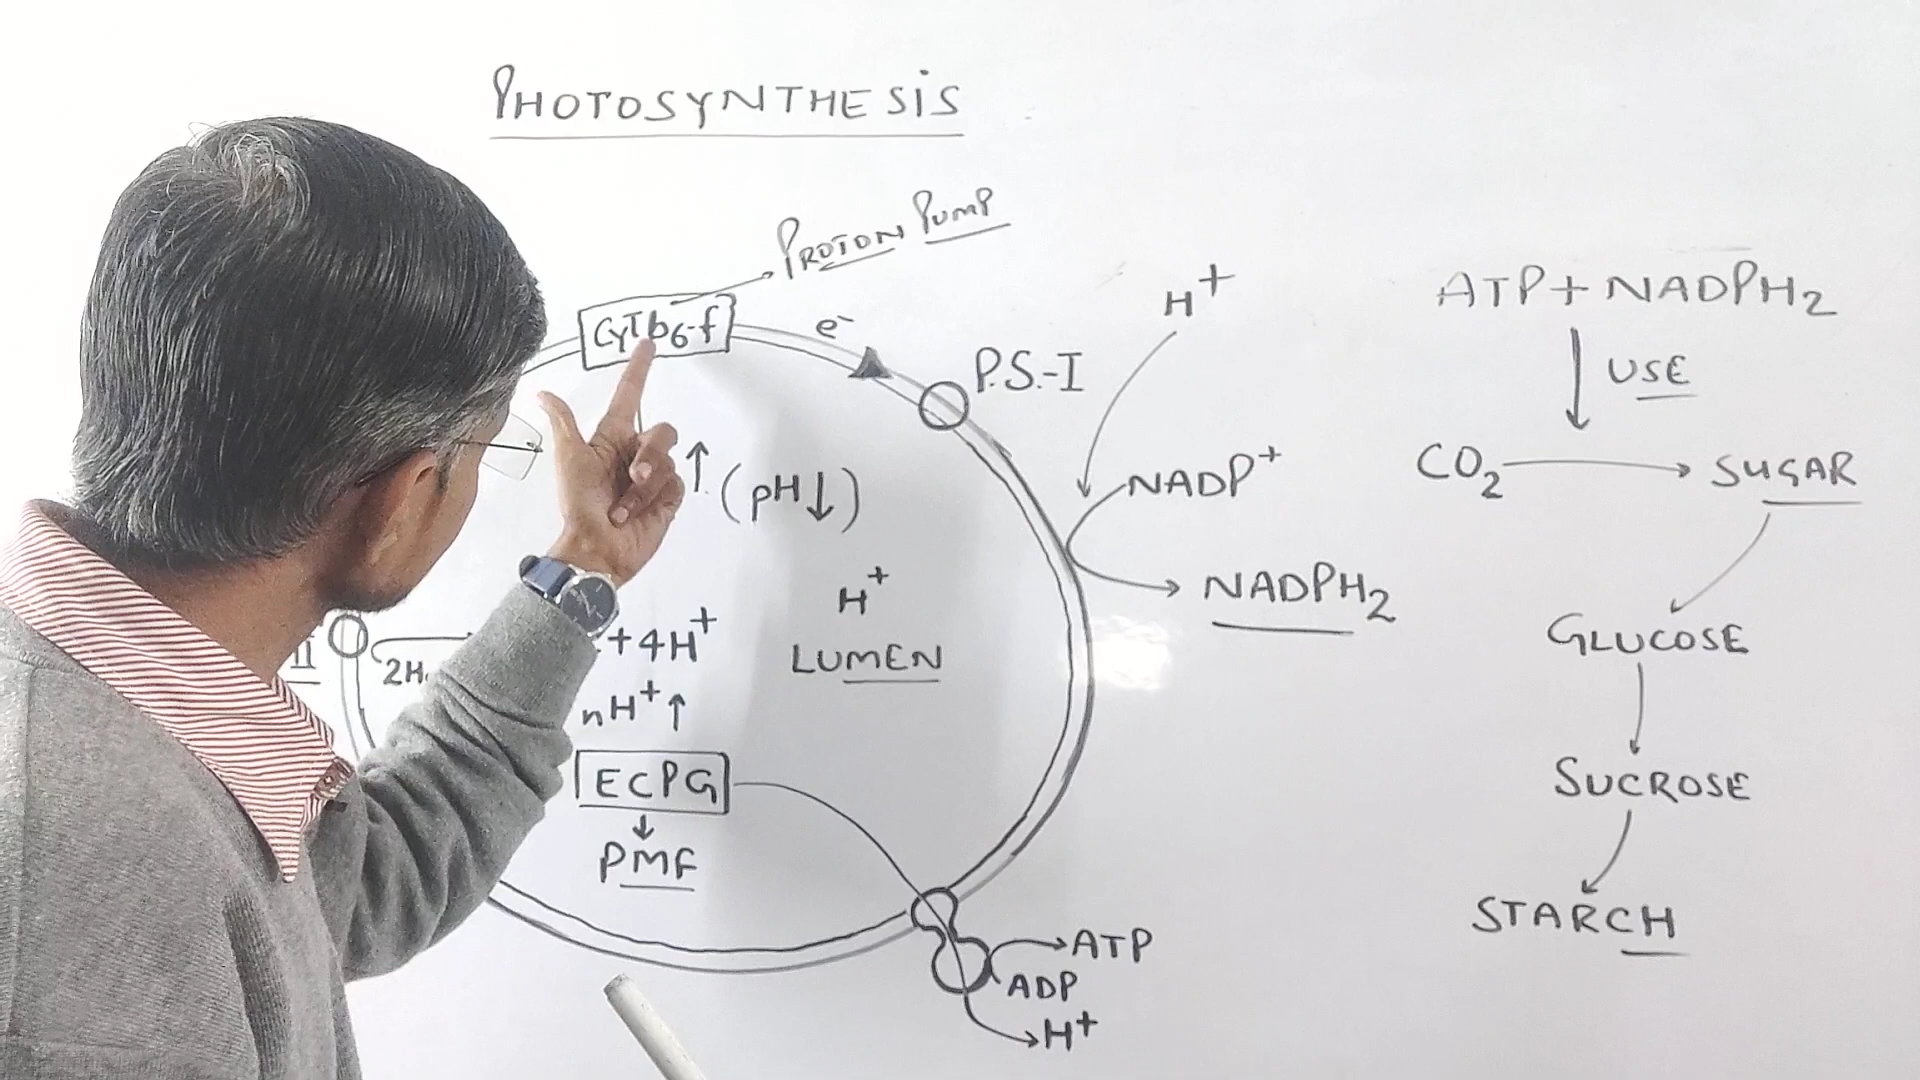 PHOTOSYNTHESIS
PROTON PUMP
CyTb6-f
e-
P.S.-I
H+
NADP+
NADPH2
↑ (pH↓)
H+
LUMEN
II
2H
+4H+
nH+↑
ECPG
↓
PMF
ATP
ADP
H+
ATP+NADPH2
USE
CO2 → SUGAR
GLUCOSE
SUCROSE
STARCH